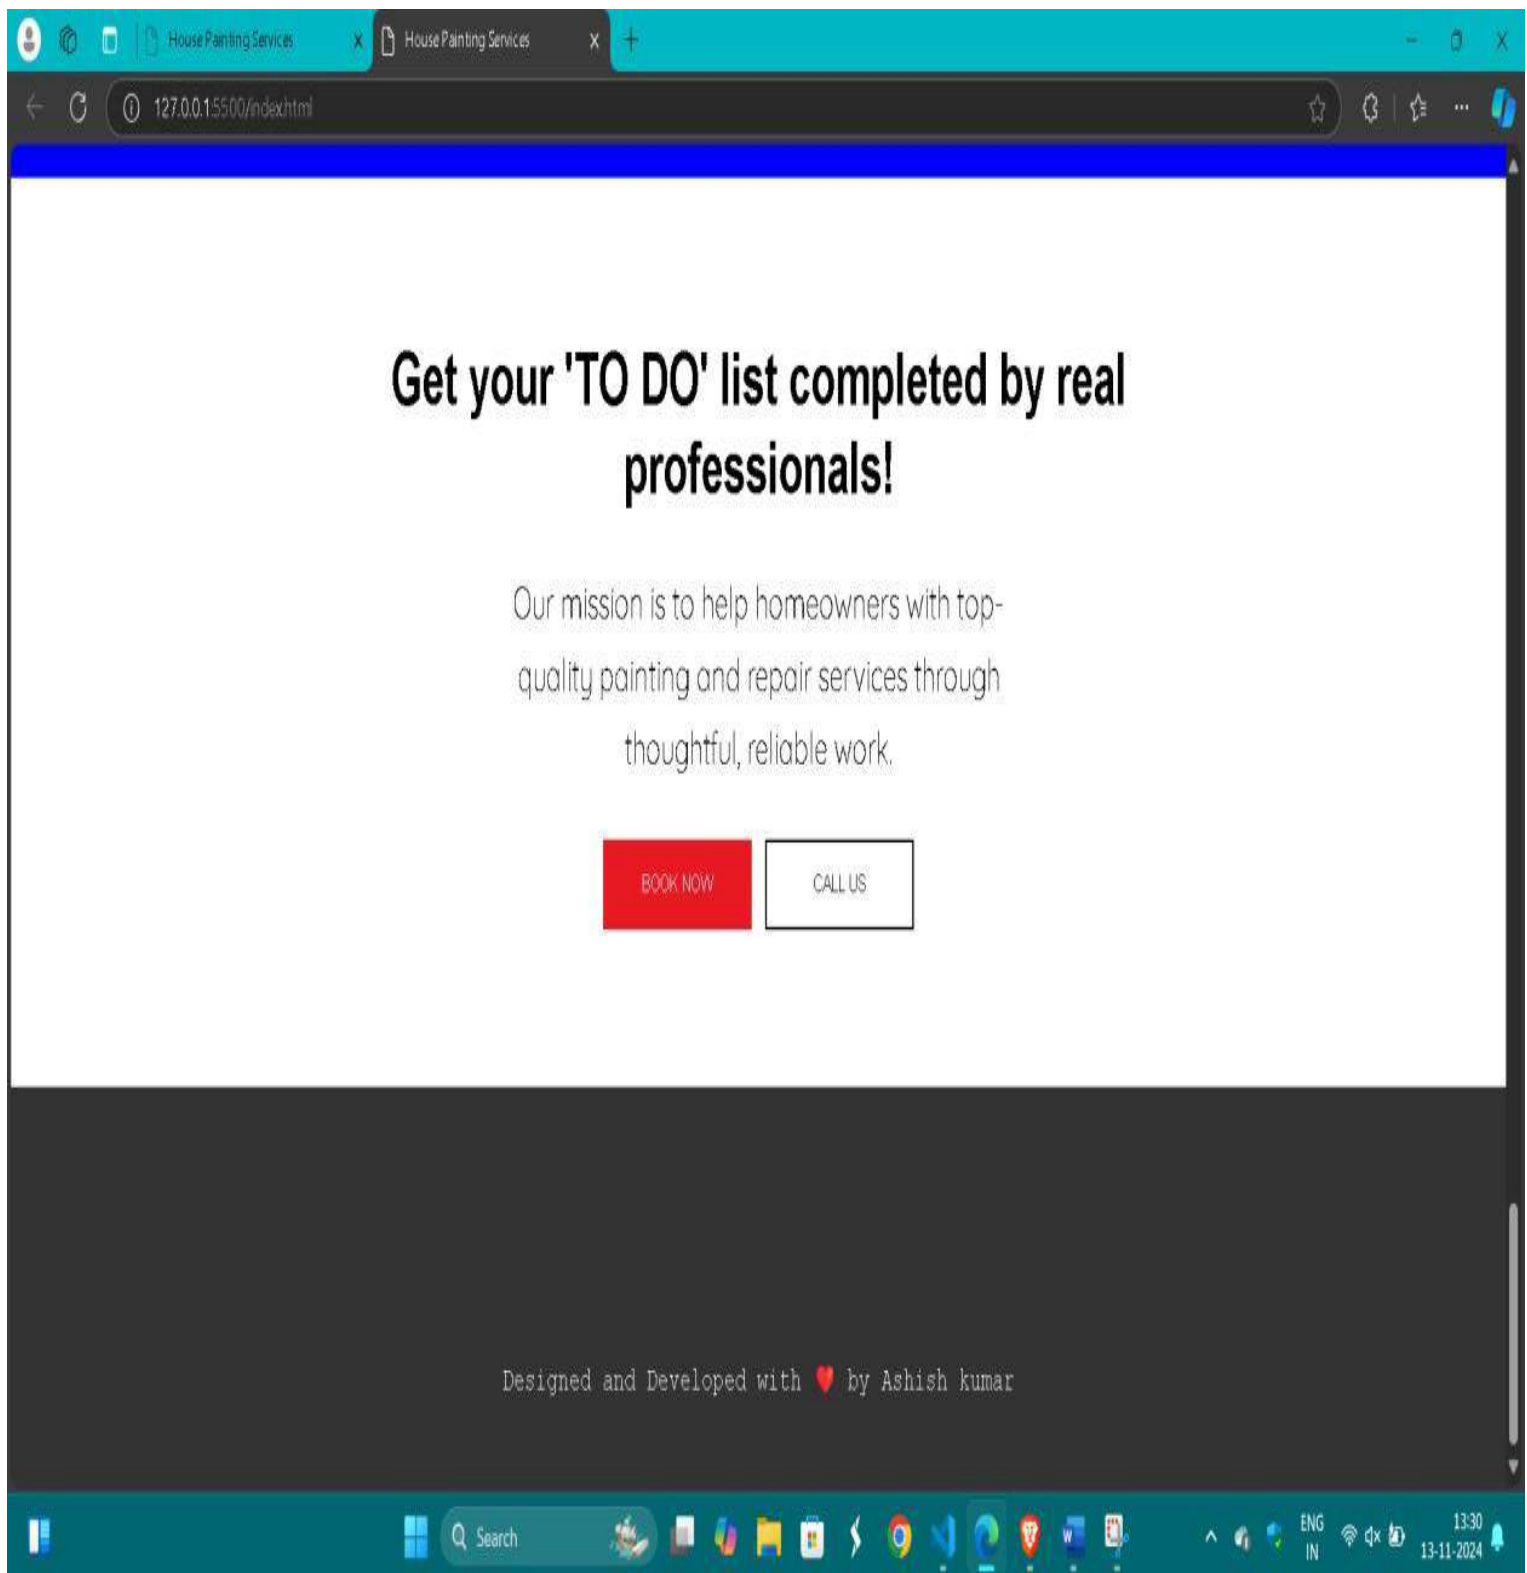 House Painting Services
House Painting Services
127.0.0.1:5500/index.html
Get your 'TO DO' list completed by real
professionals!
Our mission is to help homeowners with top-
quality painting and repair services through
thoughtful, reliable work.
BOOK NOW
CALL US
Designed and Developed with ❤ by Ashish kumar
Search
ENG
IN
13:30
13-11-2024